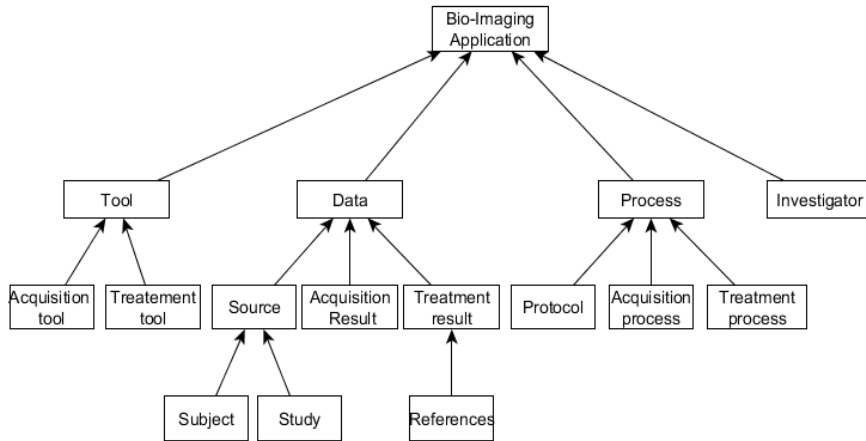 Bio-Imaging
Application
Tool
Data
Process
Investigator
Acquisition
tool
Treatement
tool
Source
Acquisition
Result
Treatment
result
Protocol
Acquisition
process
Treatment
process
Subject
Study
References